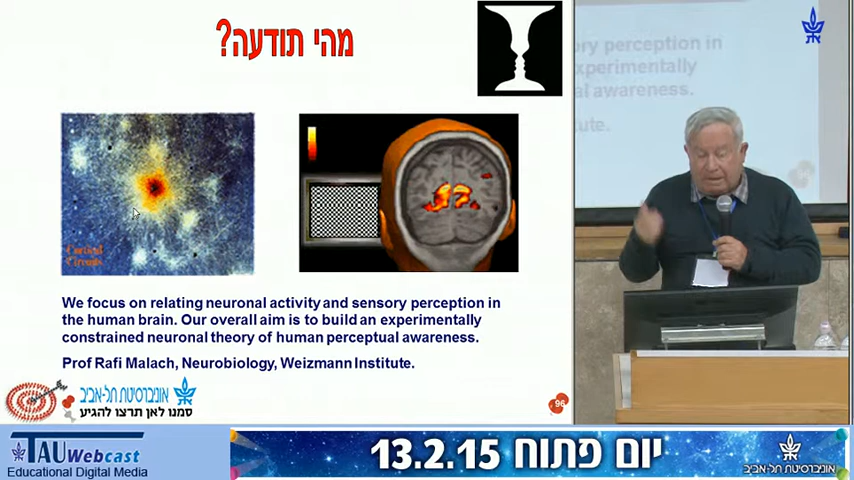 מהי תודעה?
ory perception in
xperimentally
al awareness.
tute.
Cortical
Circuits
We focus on relating neuronal activity and sensory perception in
the human brain. Our overall aim is to build an experimentally
constrained neuronal theory of human perceptual awareness.
Prof Rafi Malach, Neurobiology, Weizmann Institute.
אוניברסיטת תל-אביב
סמנו לאן תרצו להגיע
96
TAU Webcast
Educational Digital Media
יום פתוח 13.2.15
אוניברסיטת תל-אביב